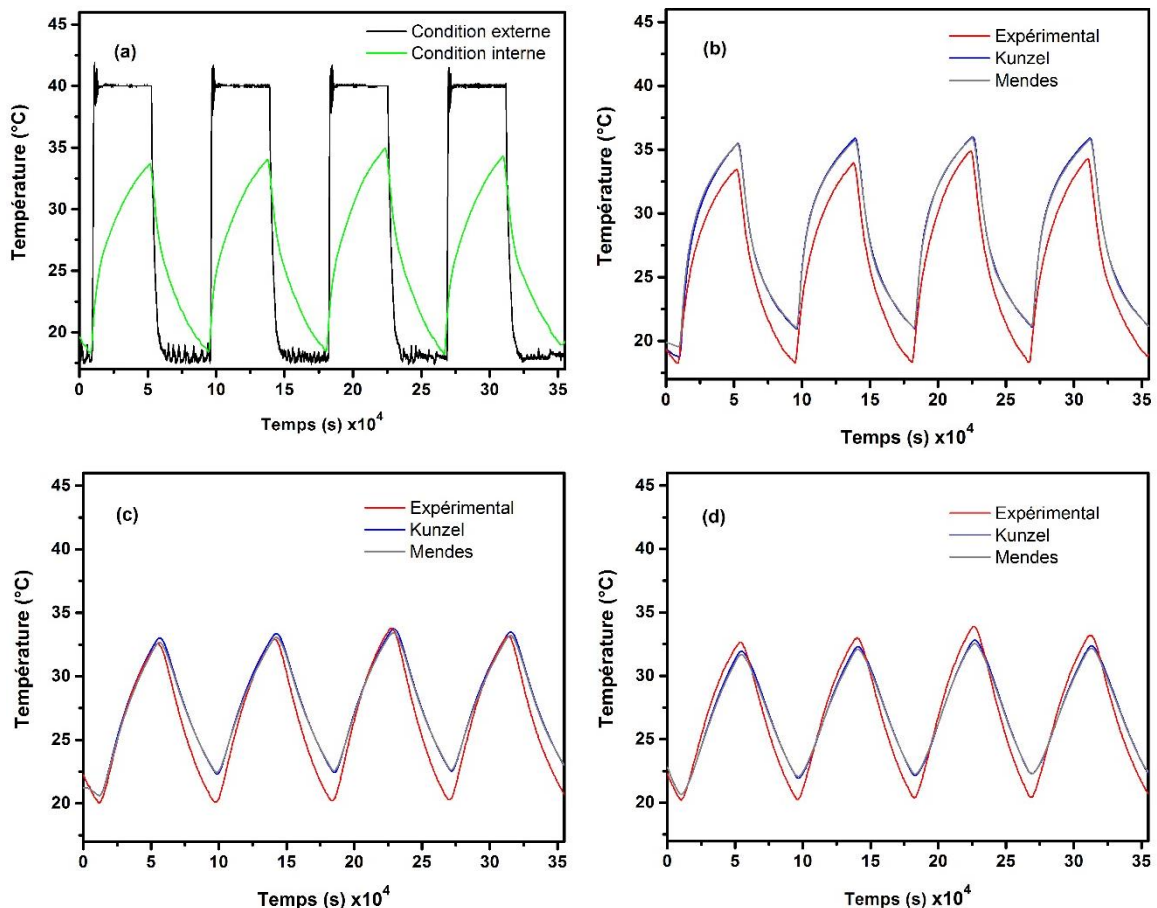 (a)
Condition externe
Condition interne
Température (°C)
45
40
35
30
25
20
0 5 10 15 20 25 30 35
Temps (s) x10⁴
(b)
Expérimental
Kunzel
Mendes
Température (°C)
45
40
35
30
25
20
0 5 10 15 20 25 30 35
Temps (s) x10⁴
(c)
Expérimental
Kunzel
Mendes
Température (°C)
45
40
35
30
25
20
0 5 10 15 20 25 30 35
Temps (s) x10⁴
(d)
Expérimental
Kunzel
Mendes
Température (°C)
45
40
35
30
25
20
0 5 10 15 20 25 30 35
Temps (s) x10⁴